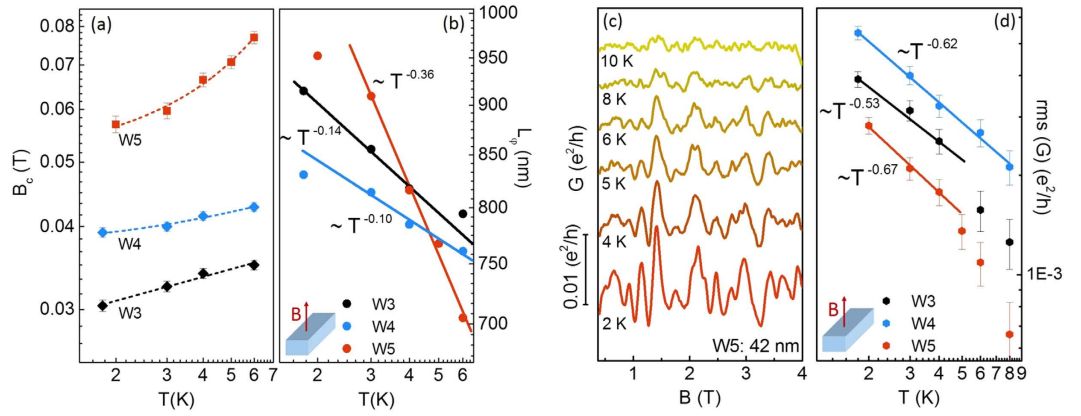 (a)
0.08
0.07
0.06
0.05
0.04
0.03
B_c (T)
W5
W4
W3
2
3
4
5
6
7
T(K)
(b)
1000
950
900
850
800
750
700
L_φ (nm)
~ T^-0.36
~ T^-0.14
~ T^-0.10
B
W3
W4
W5
2
3
4
5
6
T(K)
(c)
G (e²/h)
0.01 (e²/h)
10 K
8 K
6 K
5 K
4 K
2 K
W5: 42 nm
1
2
3
4
B (T)
(d)
~T^-0.62
~T^-0.53
~T^-0.67
rms (G) (e²/h)
1E-3
B
W3
W4
W5
2
3
4
5
6
7
8
9
T (K)